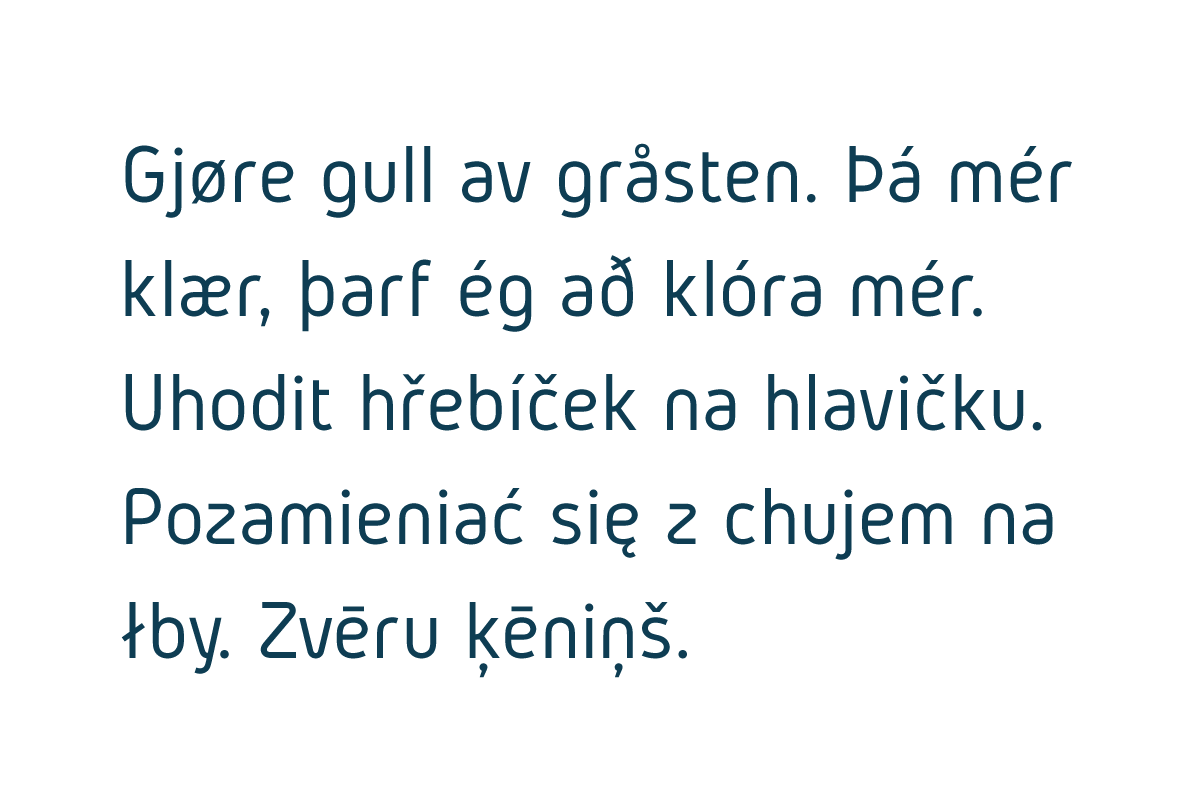 Gjøre gull av gråsten. Þá mér
klær, þarf ég að klóra mér.
Uhodit hřebíček na hlavičku.
Pozamieniać się z chujem na
łby. Zvēru ķēniņš.